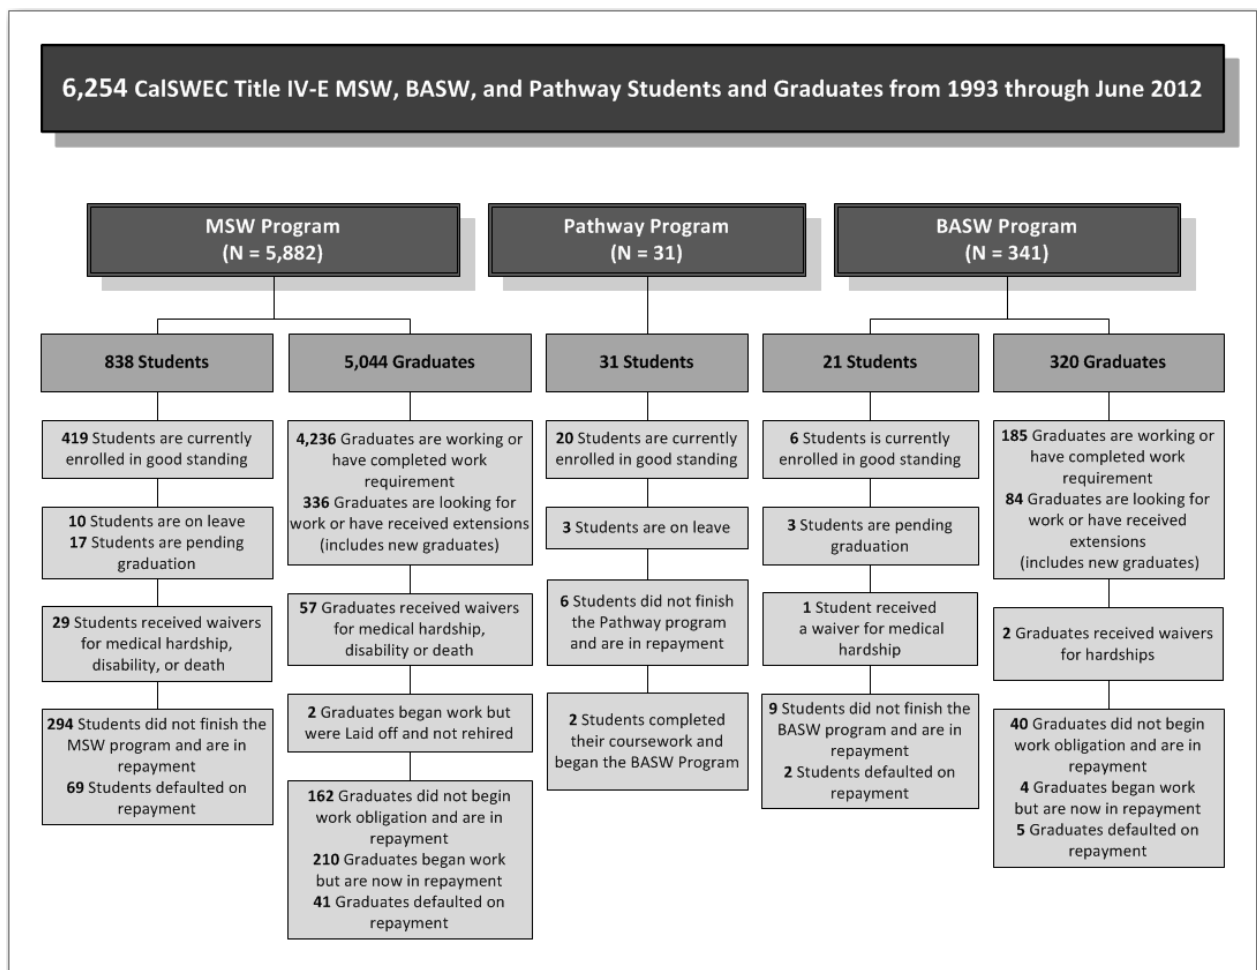 6,254 CalSWEC Title IV-E MSW, BASW, and Pathway Students and Graduates from 1993 through June 2012
MSW Program
(N = 5,882)
838 Students
419 Students are currently
enrolled in good standing
10 Students are on leave
17 Students are pending
graduation
29 Students received waivers
for medical hardship,
disability, or death
294 Students did not finish the
MSW program and are in
repayment
69 Students defaulted on
repayment
5,044 Graduates
4,236 Graduates are working or
have completed work
requirement
336 Graduates are looking for
work or have received extensions
(includes new graduates)
57 Graduates received waivers
for medical hardship,
disability or death
2 Graduates began work but
were Laid off and not rehired
162 Graduates did not begin
work obligation and are in
repayment
210 Graduates began work
but are now in repayment
41 Graduates defaulted on
repayment
Pathway Program
(N = 31)
31 Students
20 Students are currently
enrolled in good standing
3 Students are on leave
6 Students did not finish
the Pathway program
and are in repayment
2 Students completed
their coursework and
began the BASW Program
BASW Program
(N = 341)
21 Students
6 Students is currently
enrolled in good standing
3 Students are pending
graduation
1 Student received
a waiver for medical
hardship
9 Students did not finish the
BASW program and are in
repayment
2 Students defaulted on
repayment
320 Graduates
185 Graduates are working or
have completed work
requirement
84 Graduates are looking for
work or have received
extensions
(includes new graduates)
2 Graduates received waivers
for hardships
40 Graduates did not begin
work obligation and are in
repayment
4 Graduates began work
but are now in repayment
5 Graduates defaulted on
repayment